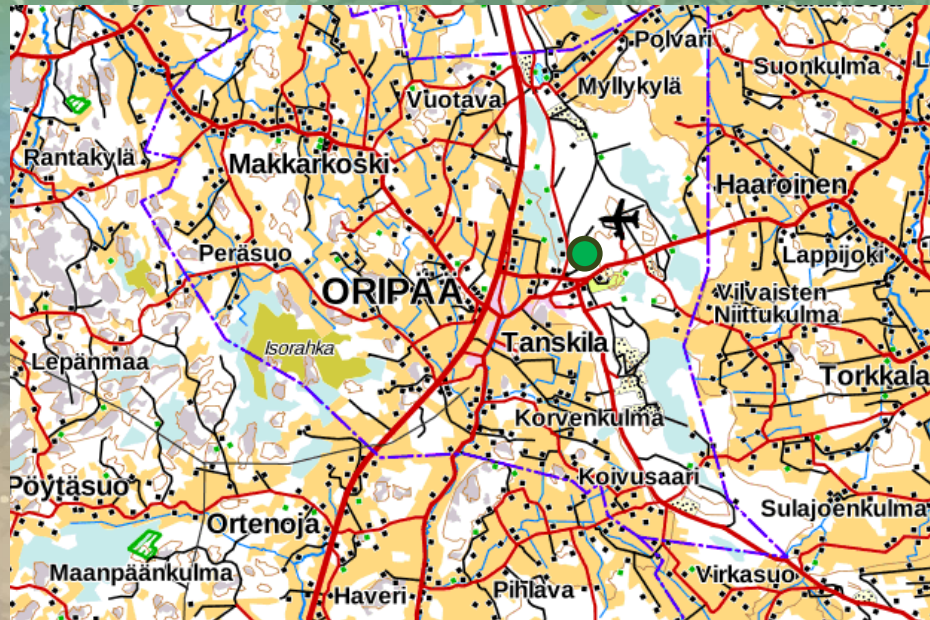 Polvari
Suonkulma
Myllykylä
Vuotava
Rantakylä
Makkarkoski
Haaroinen
Peräsuo
Lappijoki
ORIPÄÄ
Vilvaisten
Niittukulma
Tanskila
Isorahka
Lepänmaa
Torkkala
Korvenkulma
Koivusaari
Pöytäsuo
Ortenoja
Sulajoenkulma
Maanpäänkulma
Virkasuo
Haveri
Pihlava